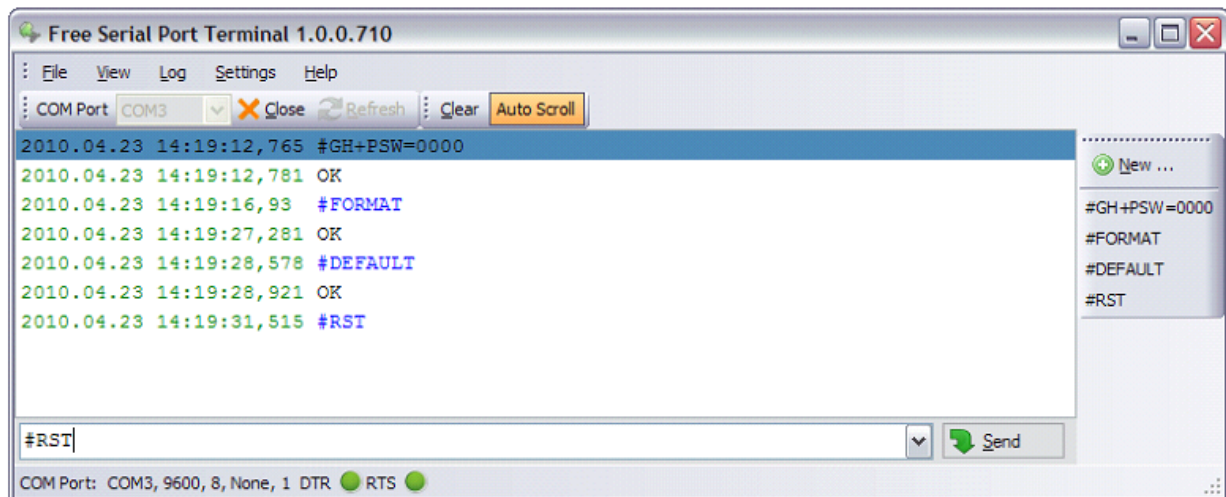 Free Serial Port Terminal 1.0.0.710
File View Log Settings Help
COM Port COM3 Close Refresh Clear Auto Scroll
2010.04.23 14:19:12,765 #GH+PSW=0000
2010.04.23 14:19:12,781 OK
2010.04.23 14:19:16,93 #FORMAT
2010.04.23 14:19:27,281 OK
2010.04.23 14:19:28,578 #DEFAULT
2010.04.23 14:19:28,921 OK
2010.04.23 14:19:31,515 #RST
New ...
#GH+PSW=0000
#FORMAT
#DEFAULT
#RST
#RST Send
COM Port: COM3, 9600, 8, None, 1 DTR RTS